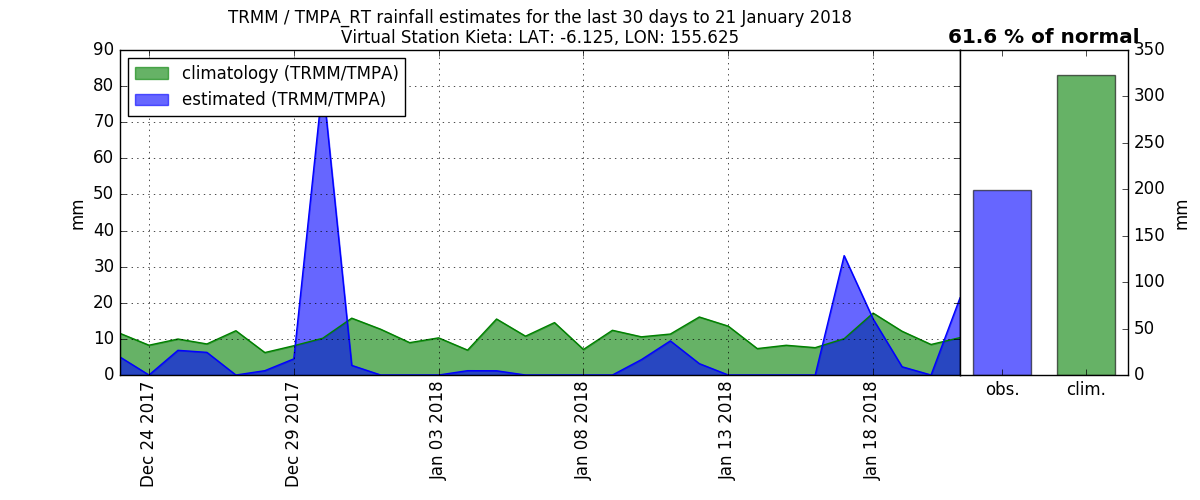 TRMM / TMPA_RT rainfall estimates for the last 30 days to 21 January 2018
Virtual Station Kieta: LAT: -6.125, LON: 155.625
61.6 % of normal
climatology (TRMM/TMPA)
estimated (TRMM/TMPA)
90
80
70
60
50
40
30
20
10
0
mm
Dec 24 2017
Dec 29 2017
Jan 03 2018
Jan 08 2018
Jan 13 2018
Jan 18 2018
obs.
clim.
350
300
250
200
150
100
50
0
mm